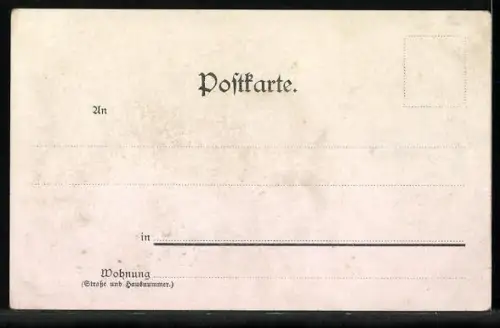 Poſtkarte.
An
in
Wohnung
(Straße und Hausnummer.)